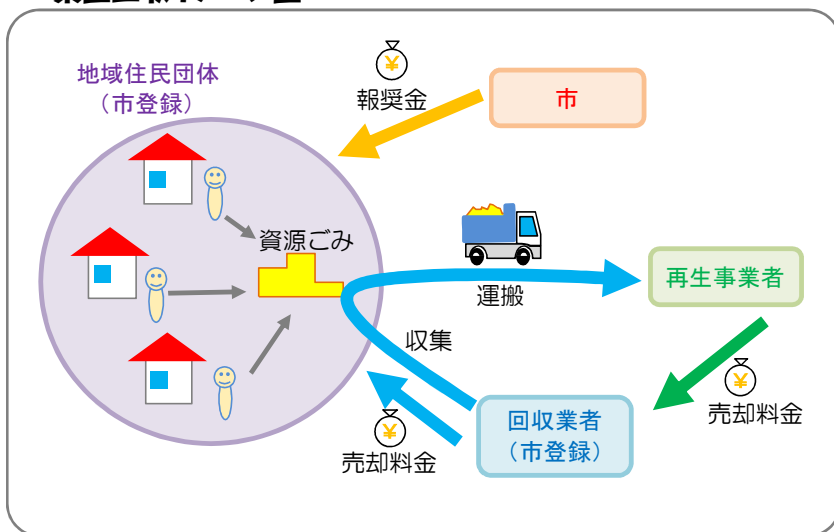 地域住民団体
（市登録）
¥
報奨金
市
資源ごみ
運搬
再生事業者
収集
¥
売却料金
回収業者
（市登録）
¥
売却料金